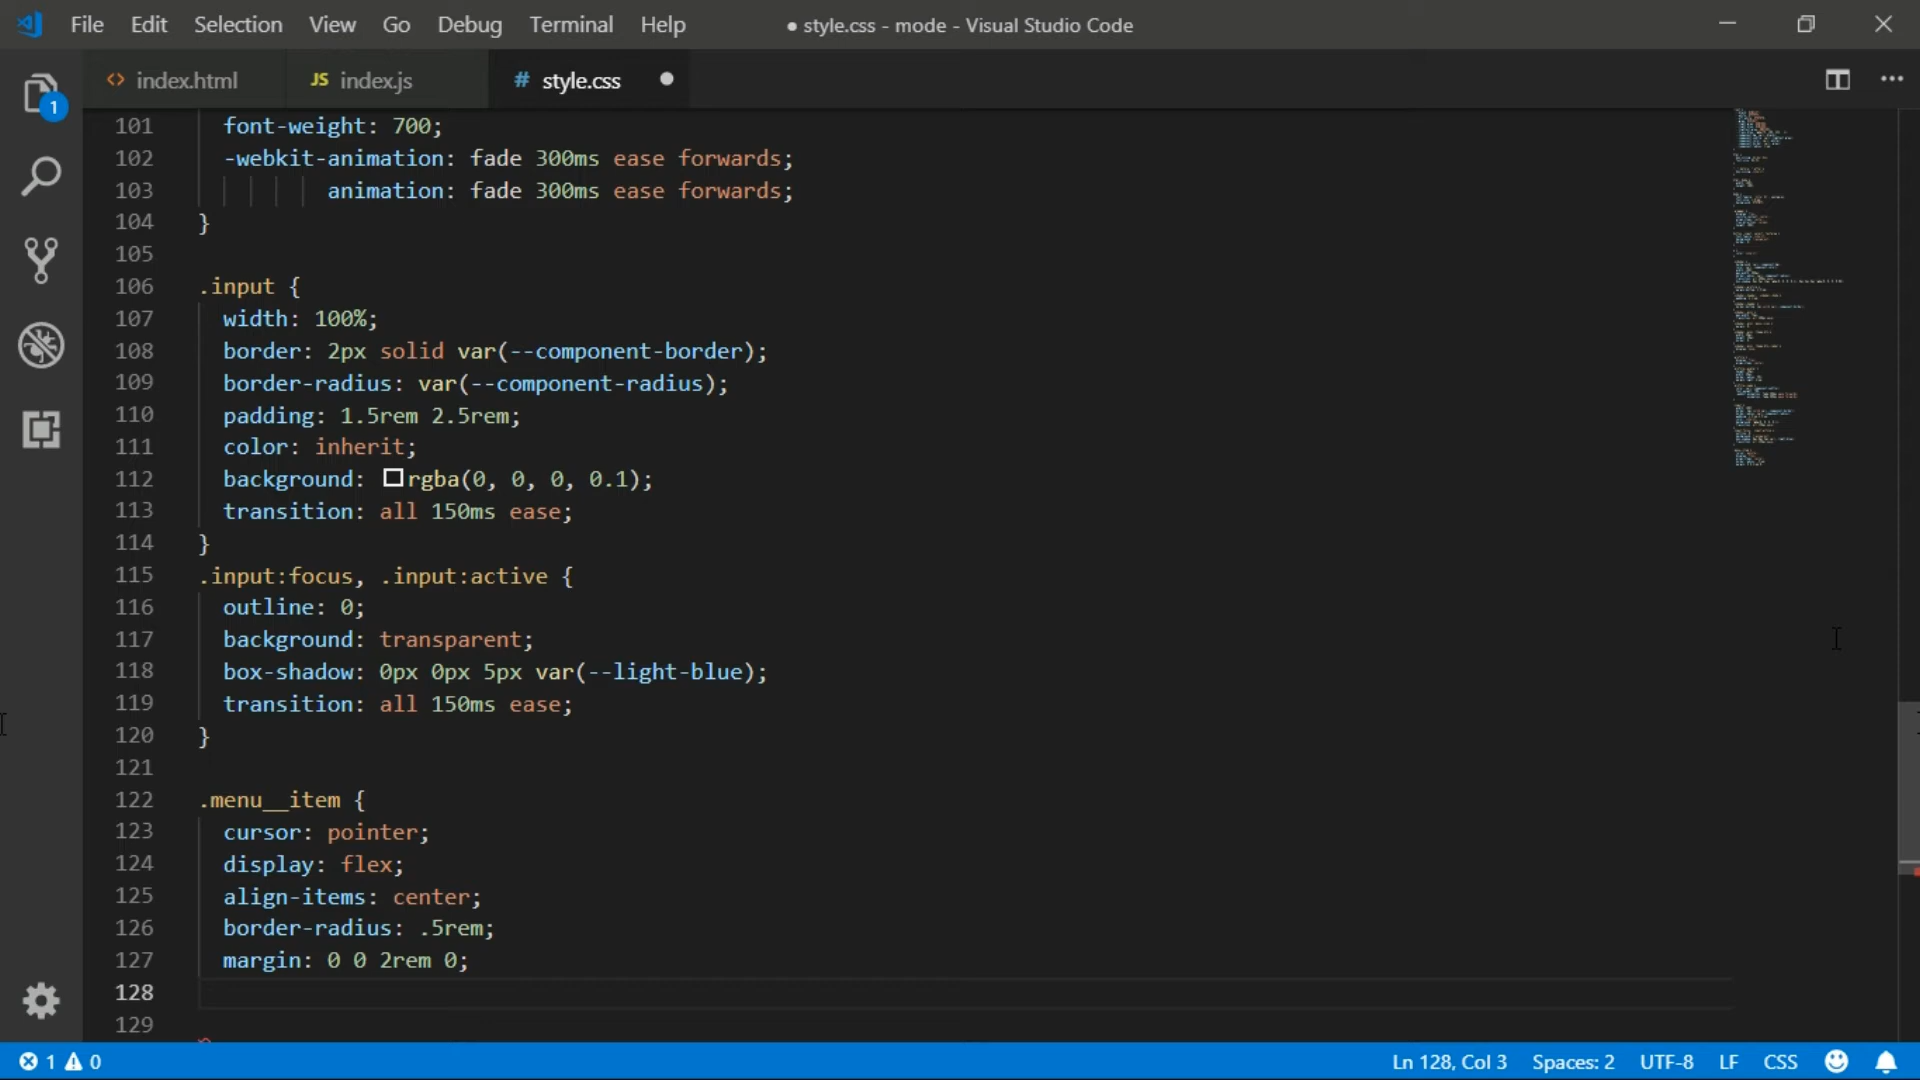 File Edit Selection View Go Debug Terminal Help ● style.css - mode - Visual Studio Code
1
<> index.html JS index.js # style.css ●
101 font-weight: 700;
102 -webkit-animation: fade 300ms ease forwards;
103 animation: fade 300ms ease forwards;
104 }
105
106 .input {
107 width: 100%;
108 border: 2px solid var(--component-border);
109 border-radius: var(--component-radius);
110 padding: 1.5rem 2.5rem;
111 color: inherit;
112 background: rgba(0, 0, 0, 0.1);
113 transition: all 150ms ease;
114 }
115 .input:focus, .input:active {
116 outline: 0;
117 background: transparent;
118 box-shadow: 0px 0px 5px var(--light-blue);
119 transition: all 150ms ease;
120 }
121
122 .menu__item {
123 cursor: pointer;
124 display: flex;
125 align-items: center;
126 border-radius: .5rem;
127 margin: 0 0 2rem 0;
128
129
1 0 Ln 128, Col 3 Spaces: 2 UTF-8 LF CSS